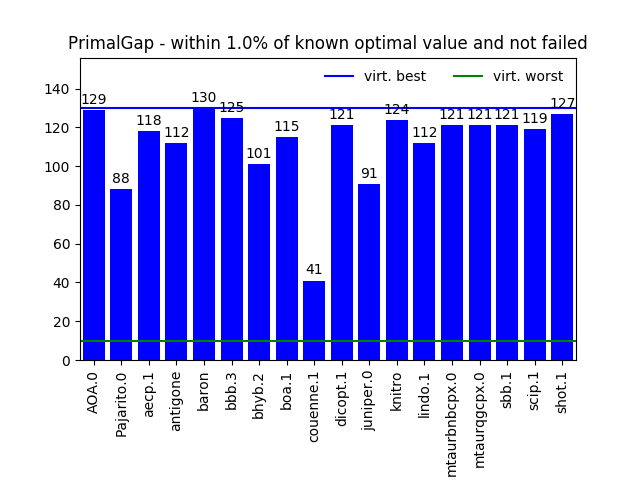 PrimalGap - within 1.0% of known optimal value and not failed
virt. best
virt. worst
140
120
100
80
60
40
20
0
129
88
118
112
130
125
101
115
41
121
91
124
112
121
121
121
119
127
AOA.0
Pajarito.0
aecp.1
antigone
baron
bbb.3
bhyb.2
boa.1
couenne.1
dicopt.1
juniper.0
knitro
lindo.1
mtaurbnbcpx.0
mtaurqgcpx.0
sbb.1
scip.1
shot.1